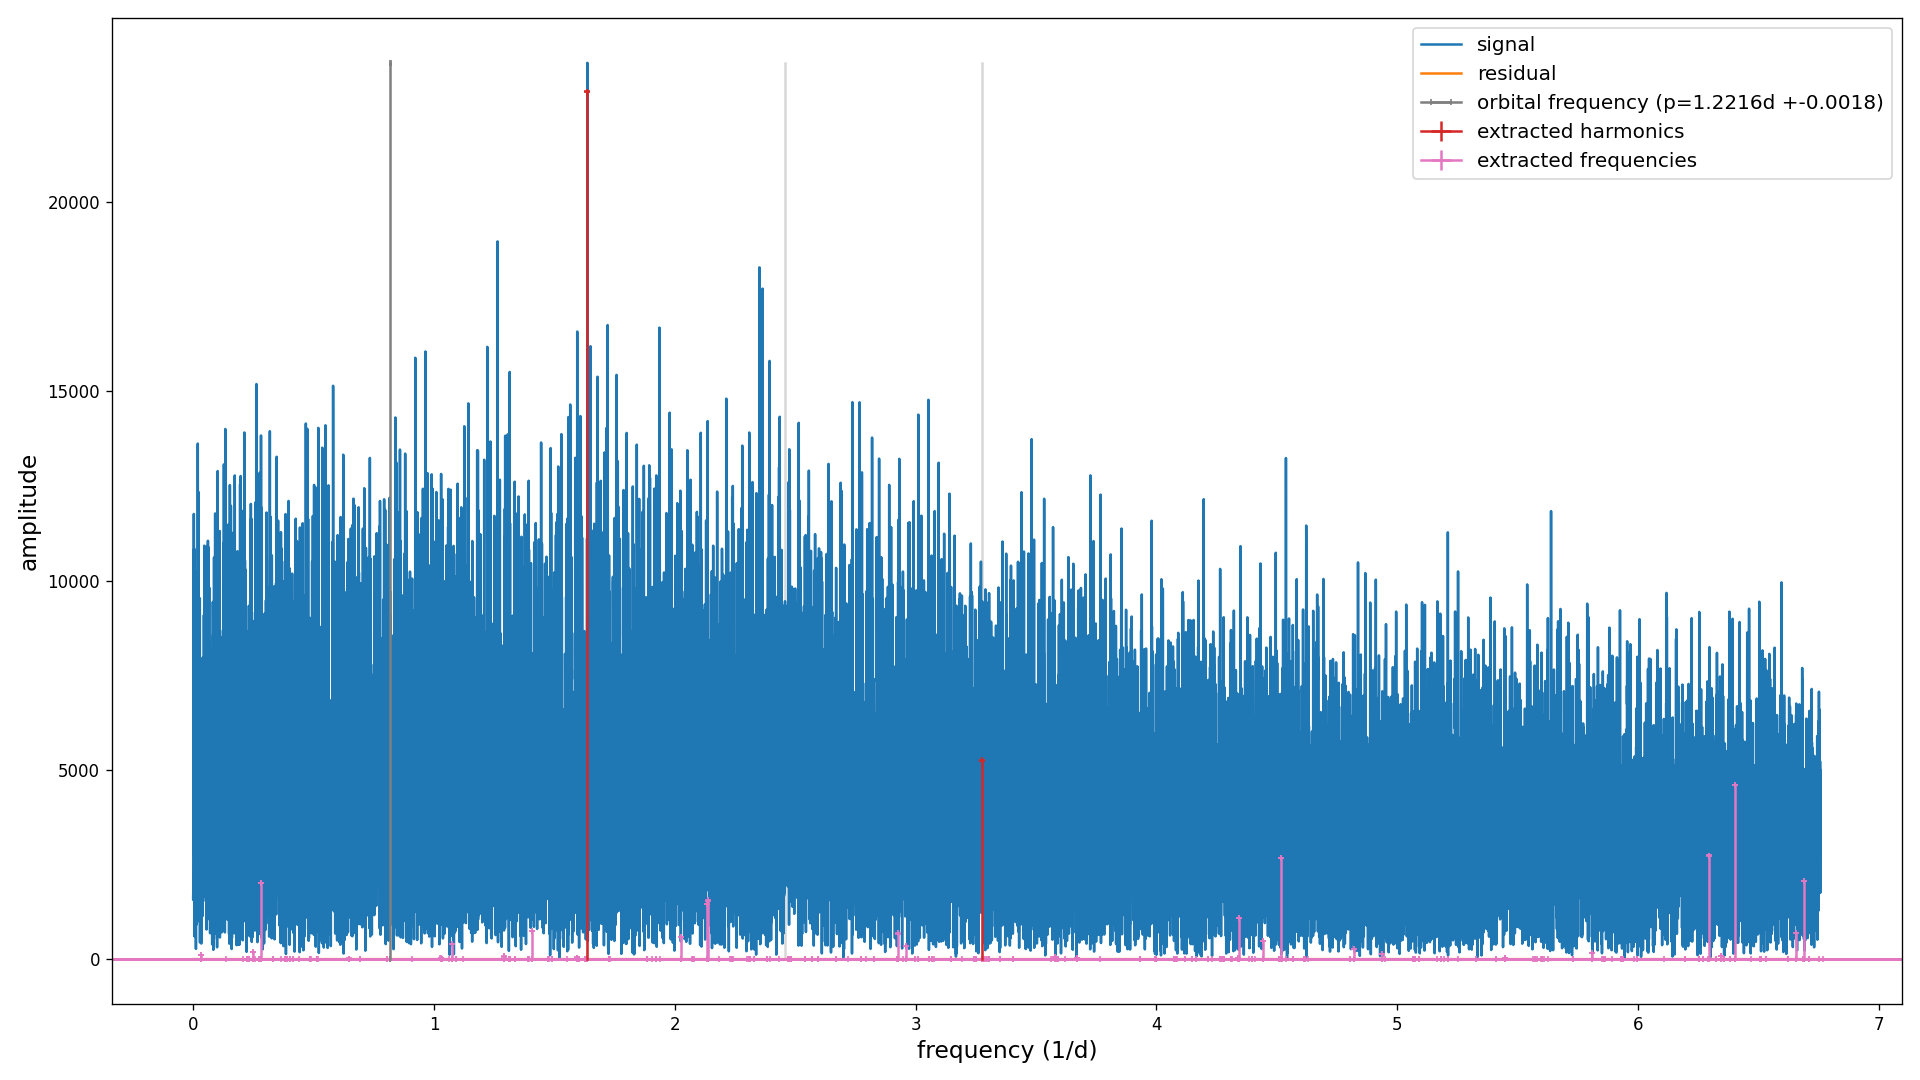 signal
residual
orbital frequency (p=1.2216d +-0.0018)
extracted harmonics
extracted frequencies
20000
15000
10000
5000
0
amplitude
0 1 2 3 4 5 6 7
frequency (1/d)